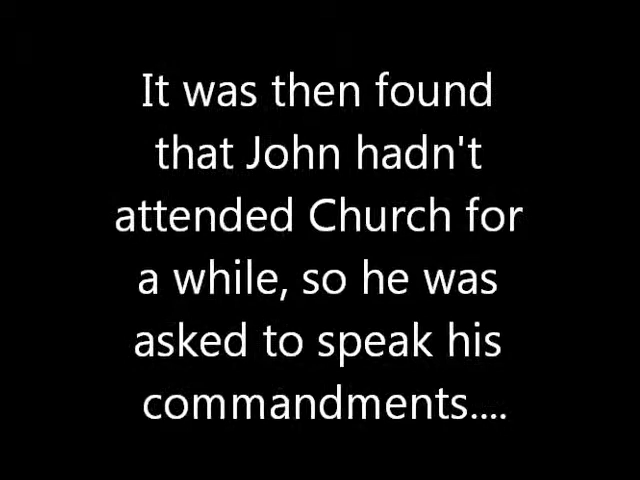 It was then found
that John hadn't
attended Church for
a while, so he was
asked to speak his
commandments....